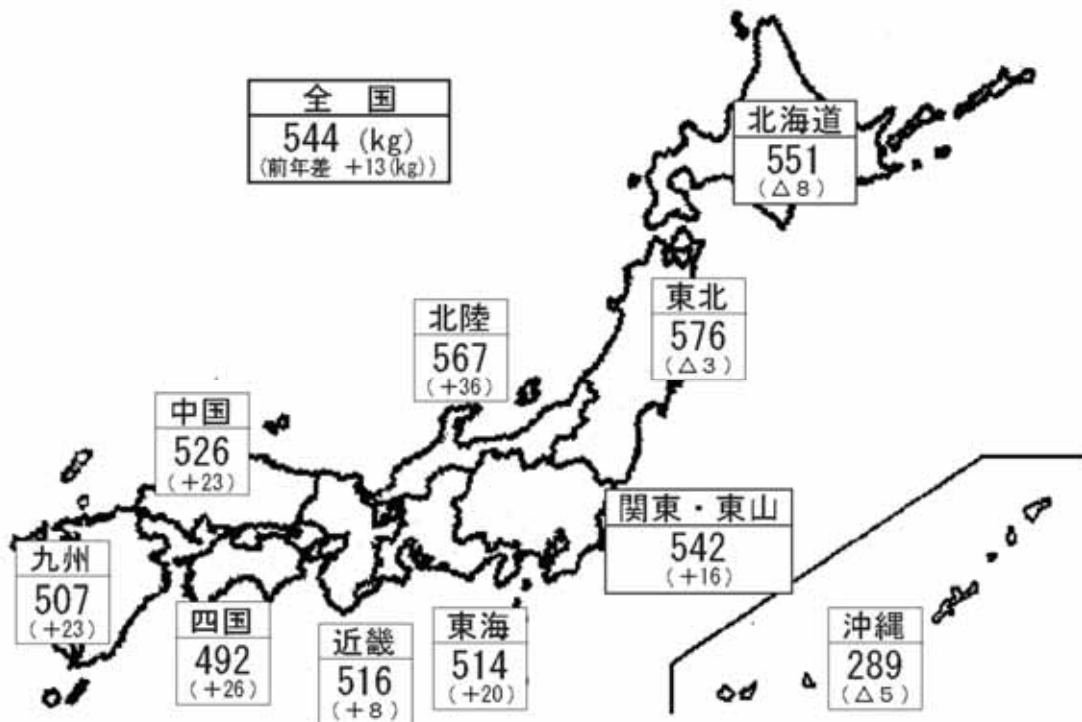 全 国
544 (kg)
(前年差 +13(kg))
北海道
551
(△8)
東北
576
(△3)
北陸
567
(+36)
中国
526
(+23)
関東・東山
542
(+16)
九州
507
(+23)
四国
492
(+26)
近畿
516
(+8)
東海
514
(+20)
沖縄
289
(△5)